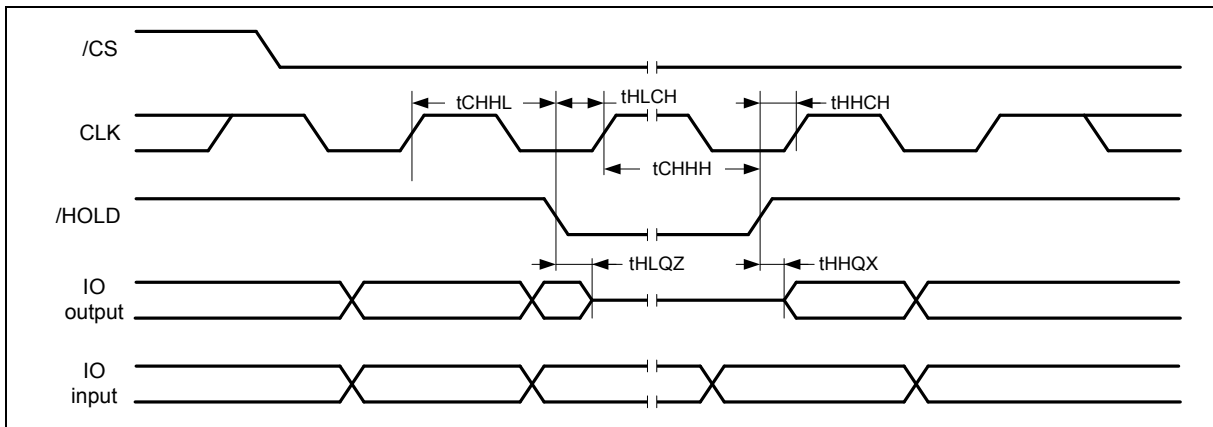 /CS
tCHHL
tHLCH
tHHCH
CLK
tCHHH
/HOLD
tHLQZ
tHHQX
IO
output
IO
input